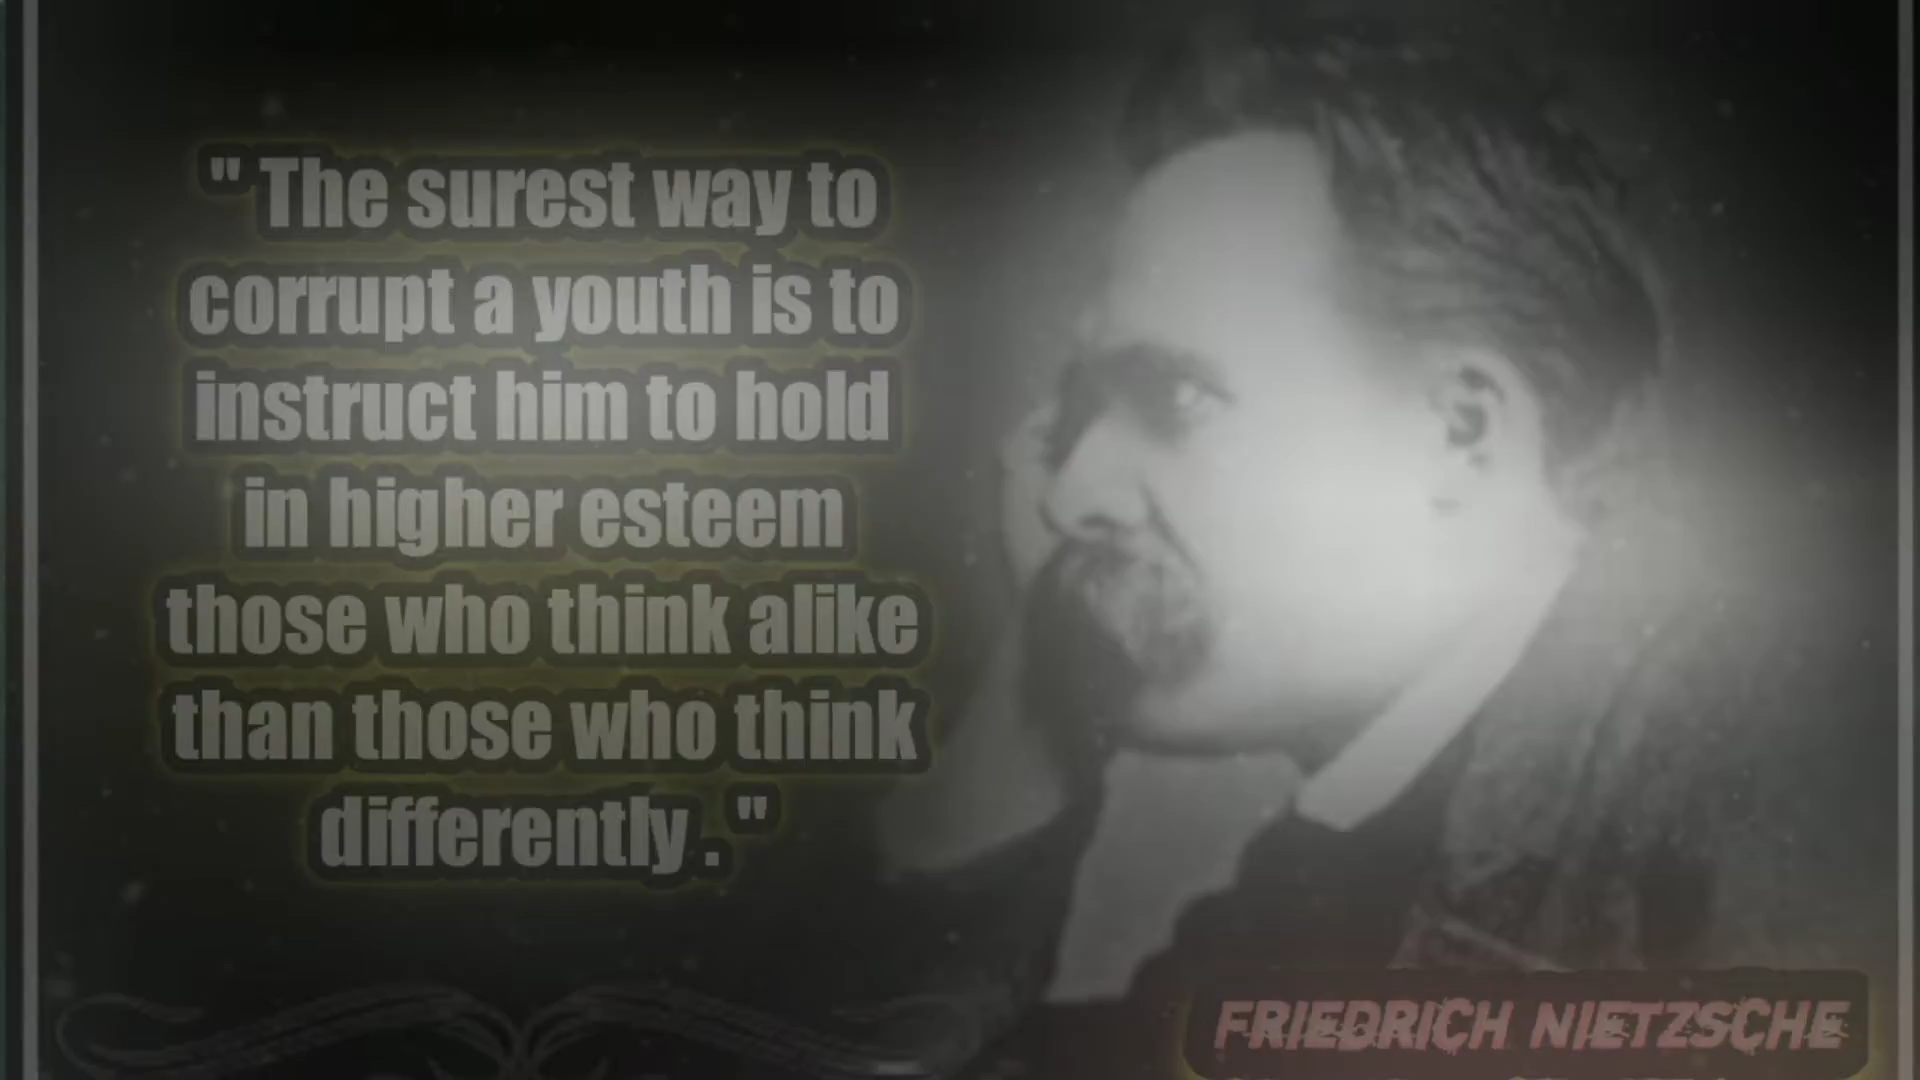 " The surest way to
corrupt a youth is to
instruct him to hold
in higher esteem
those who think alike
than those who think
differently . "
FRIEDRICH NIETZSCHE